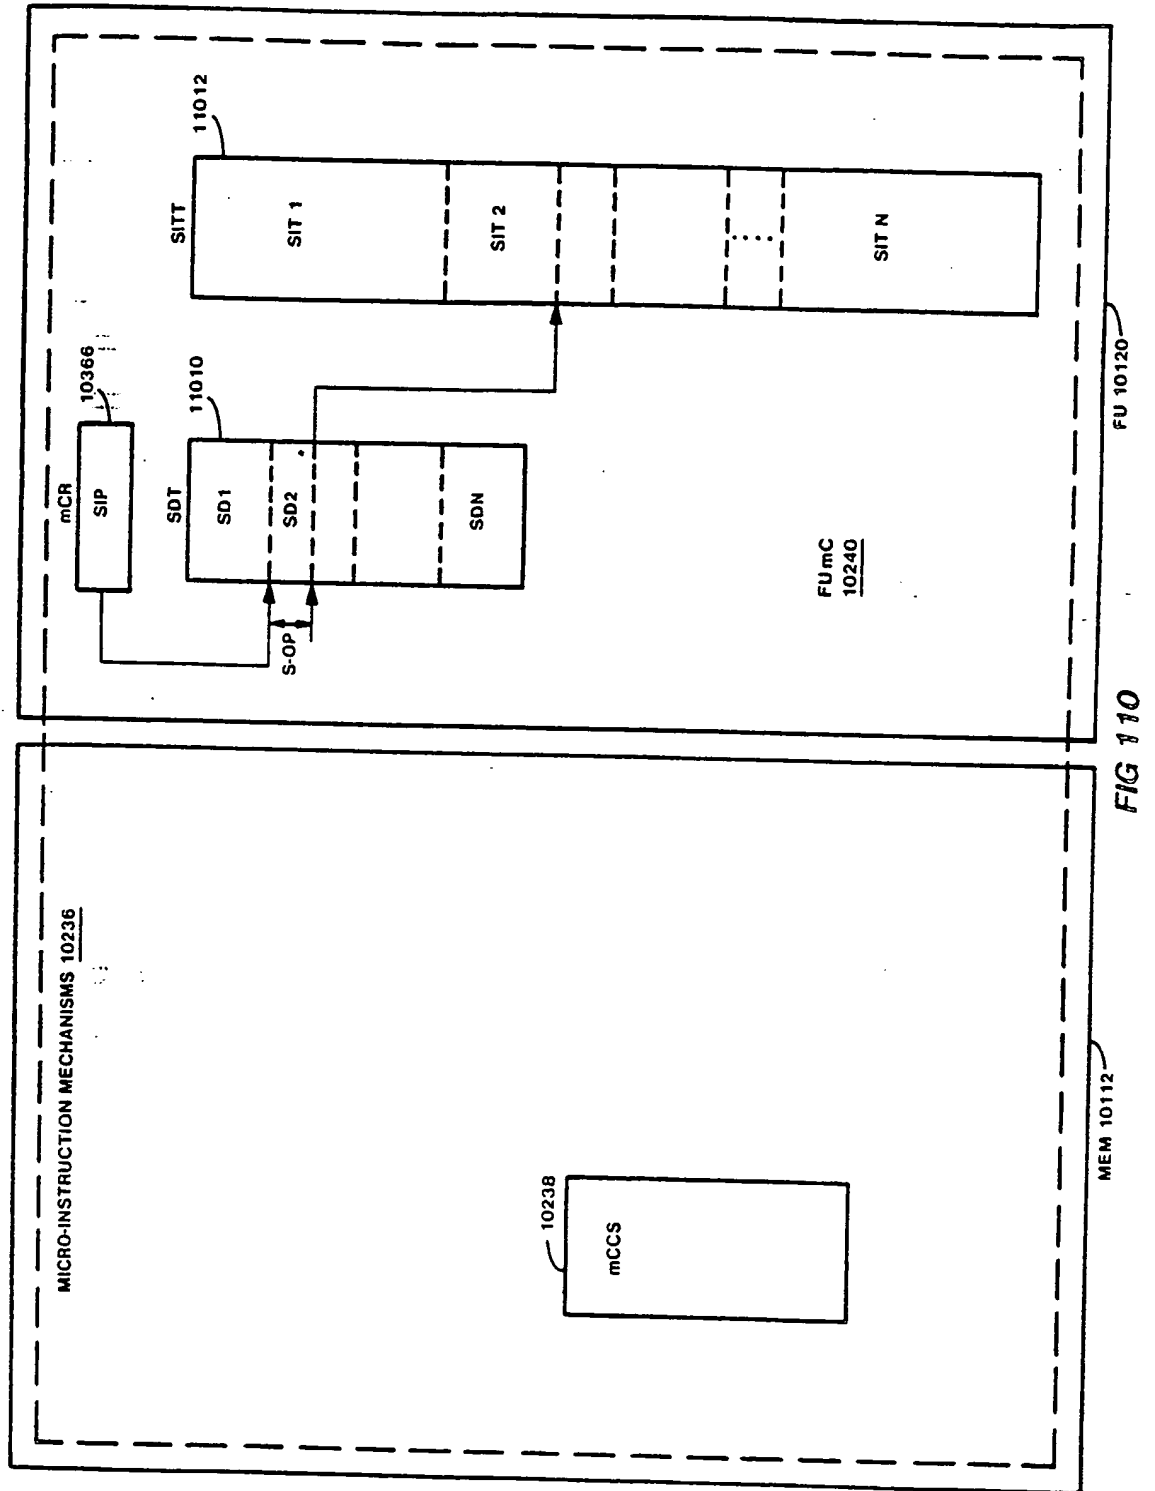 MICRO-INSTRUCTION MECHANISMS 10236
mCCS
10238
MEM 10112
mCR
SIP
10366
SDT
11010
SD1
SD2
SDN
S-OP
SITT
11012
SIT 1
SIT 2
SIT N
FUmC
10240
FU 10120
FIG 110